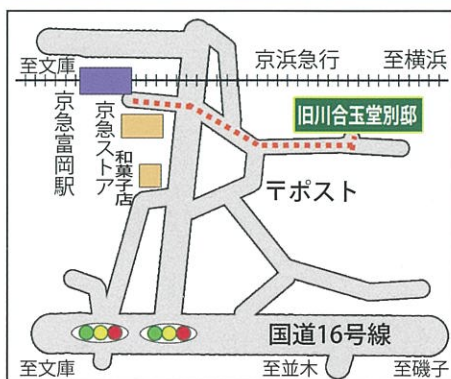 至文庫
京浜急行
至横浜
京急富岡駅
京急ストア
和菓子店
旧川合玉堂別邸
〒ポスト
国道16号線
至文庫
至並木
至磯子